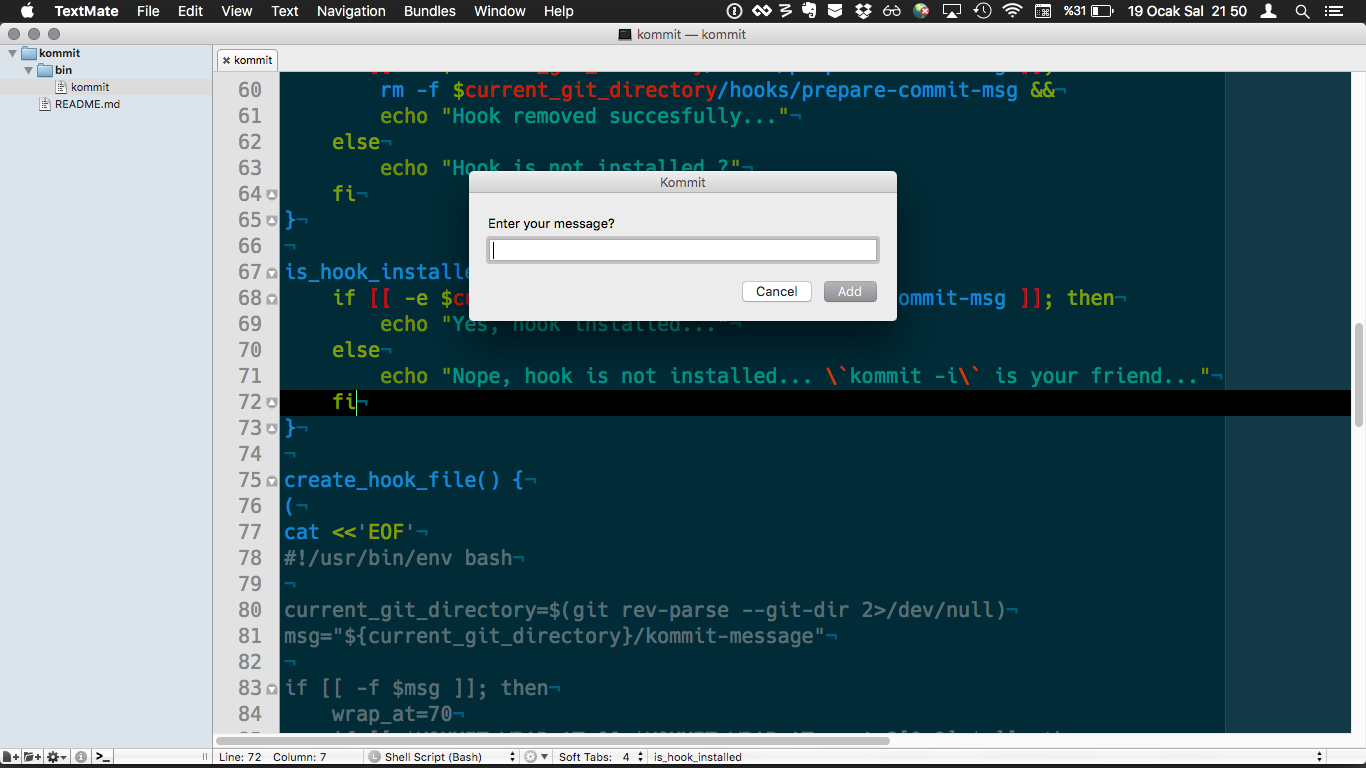 TextMate File Edit View Text Navigation Bundles Window Help %31 19 Ocak Sal 21 50
kommit — kommit
kommit
bin
kommit
README.md
× kommit
60 rm -f $current_git_directory/hooks/prepare-commit-msg &&¬
61 echo "Hook removed succesfully..."¬
62 else¬
63 echo "Hook is not installed ?"¬
64 fi¬
65 }¬
66 ¬
67 is_hook_installe
68 if [[ -e $cu ommit-msg ]]; then¬
69 echo "Yes, hook installed..."¬
70 else¬
71 echo "Nope, hook is not installed... \`kommit -i\` is your friend..."¬
72 fi¬
73 }¬
74 ¬
75 create_hook_file() {¬
76 (¬
77 cat <<'EOF'¬
78 #!/usr/bin/env bash¬
79 ¬
80 current_git_directory=$(git rev-parse --git-dir 2>/dev/null)¬
81 msg="${current_git_directory}/kommit-message"¬
82 ¬
83 if [[ -f $msg ]]; then¬
84 wrap_at=70¬
Kommit
Enter your message?
Cancel Add
Line: 72 Column: 7 Shell Script (Bash) Soft Tabs: 4 is_hook_installed